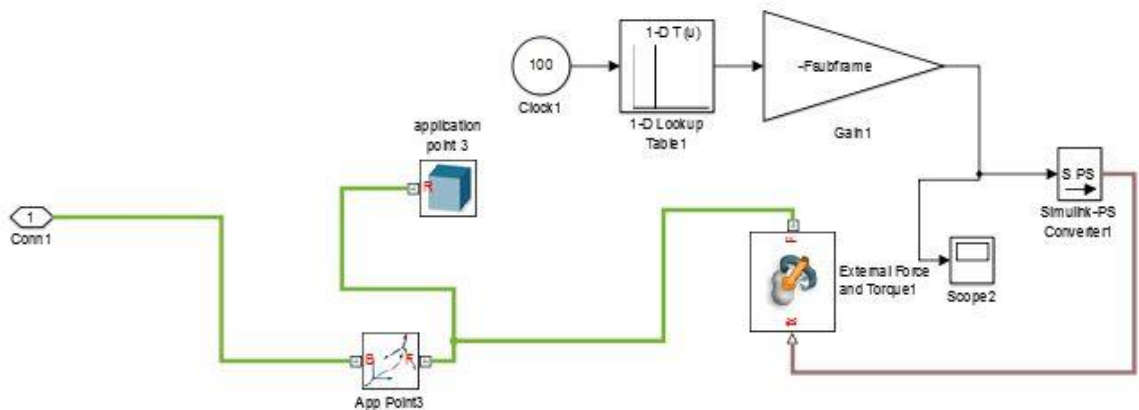 100
Clock1
1-D T(u)
1-D Lookup
Table1
-Fsubframe
Gain1
S PS
Simulink-PS
Converter1
Scope2
application
point 3
R
1
Conn1
F
External Force
and Torque1
B
F
App Point3